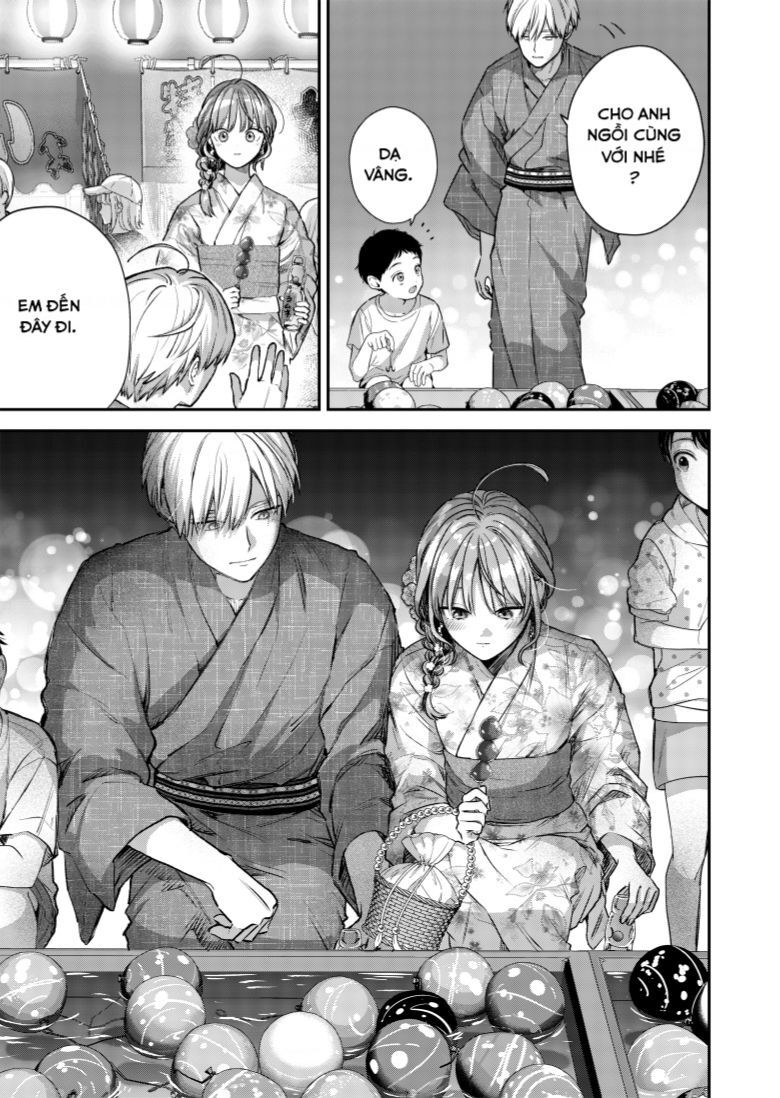 CHO ANH
NGỒI CÙNG
VỚI NHÉ
?
DẠ
VÂNG.
EM ĐẾN
ĐÂY ĐI.